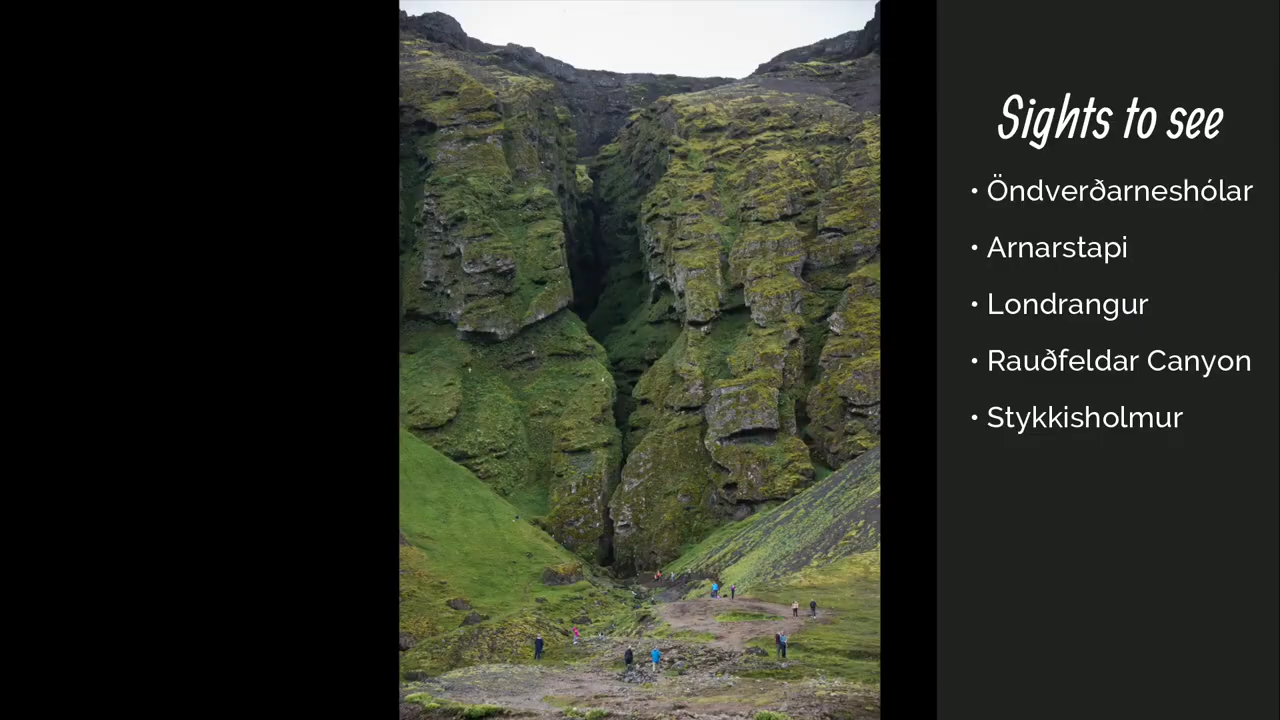 Sights to see
• Öndverðarneshólar
• Arnarstapi
• Londrangur
• Rauðfeldar Canyon
• Stykkisholmur